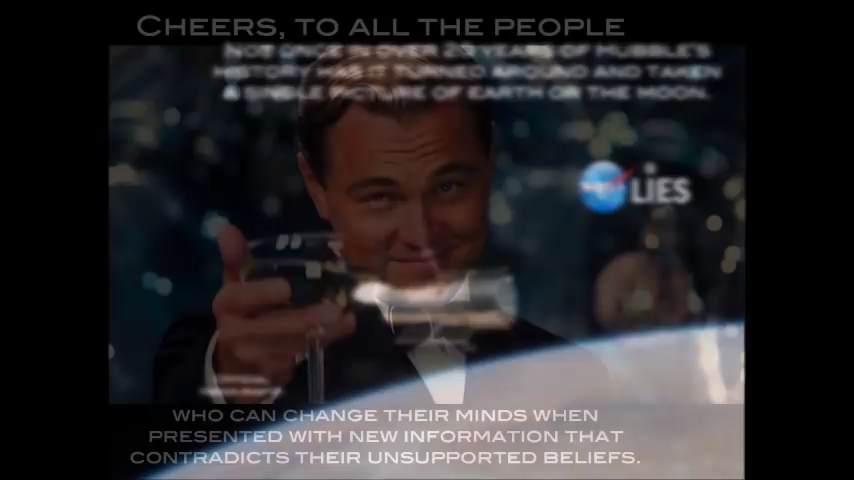 CHEERS, TO ALL THE PEOPLE
NOT ONCE IN OVER 23 YEARS OF HUBBLE'S
HISTORY HAS IT TURNED AROUND AND TAKEN
A SINGLE PICTURE OF EARTH OR THE MOON.
LIES
WHO CAN CHANGE THEIR MINDS WHEN
PRESENTED WITH NEW INFORMATION THAT
CONTRADICTS THEIR UNSUPPORTED BELIEFS.